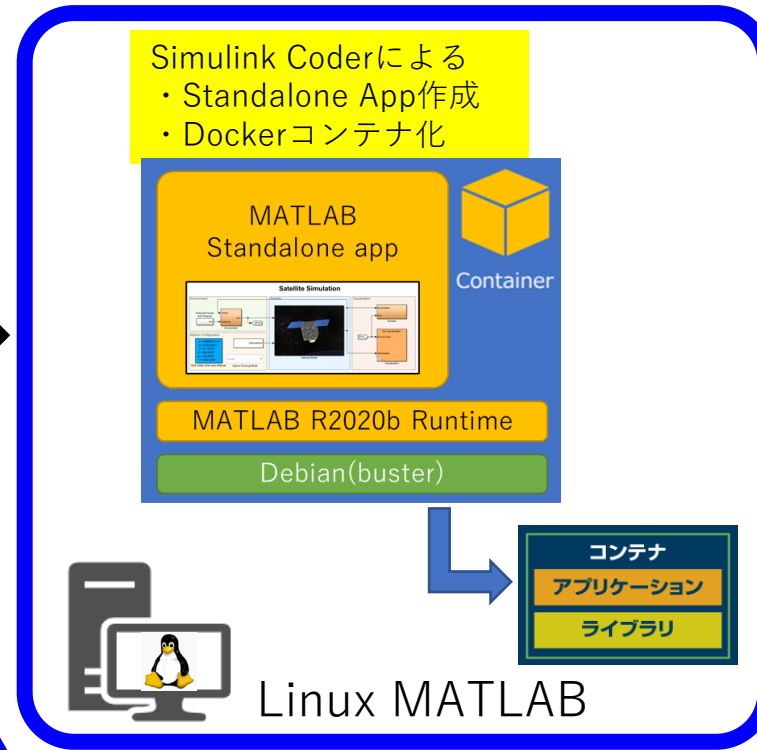 Simulink Coderによる
・Standalone App作成
・Dockerコンテナ化
MATLAB
Standalone app
Satellite Simulation
Container
MATLAB R2020b Runtime
Debian(buster)
コンテナ
アプリケーション
ライブラリ
Linux MATLAB